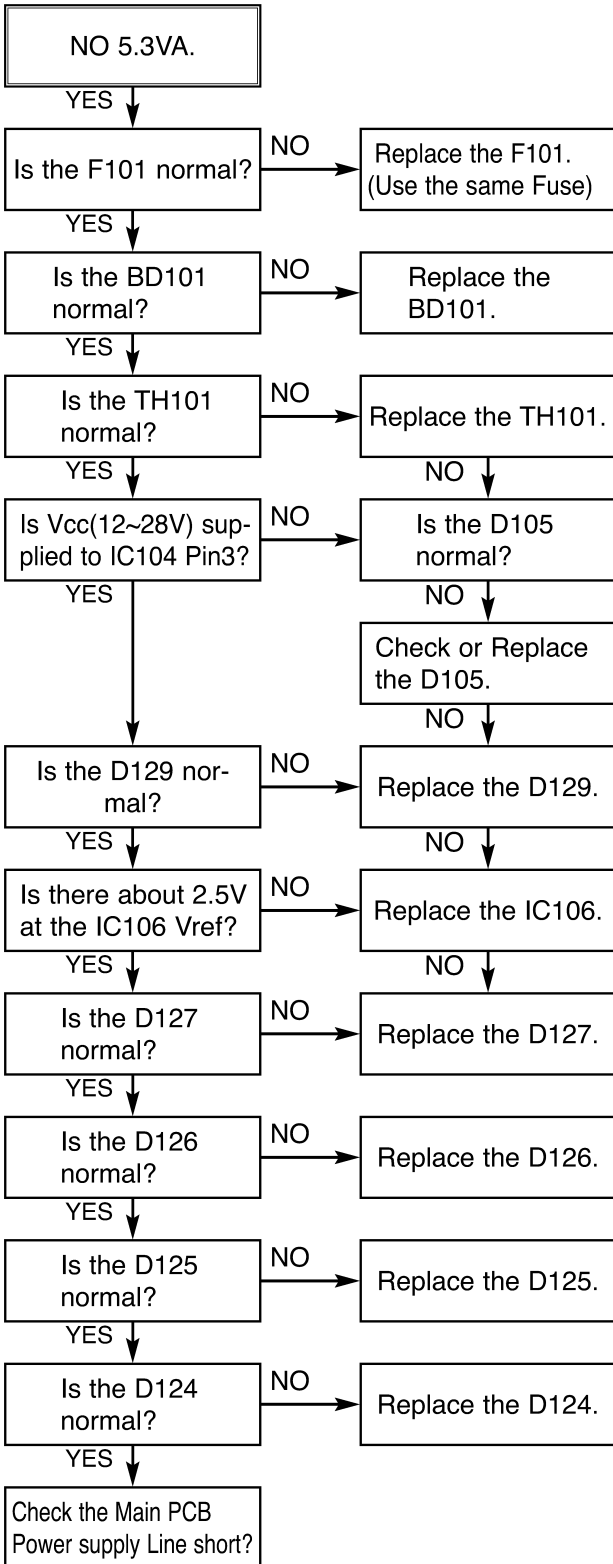 NO 5.3VA.
YES
Is the F101 normal?
NO
Replace the F101.
(Use the same Fuse)
YES
Is the BD101
normal?
NO
Replace the
BD101.
YES
Is the TH101
normal?
NO
Replace the TH101.
YES
NO
Is Vcc(12~28V) sup-
plied to IC104 Pin3?
NO
Is the D105
normal?
YES
NO
Check or Replace
the D105.
NO
Is the D129 nor-
mal?
NO
Replace the D129.
YES
NO
Is there about 2.5V
at the IC106 Vref?
NO
Replace the IC106.
YES
NO
Is the D127
normal?
NO
Replace the D127.
YES
Is the D126
normal?
NO
Replace the D126.
YES
Is the D125
normal?
NO
Replace the D125.
YES
Is the D124
normal?
NO
Replace the D124.
YES
Check the Main PCB
Power supply Line short?